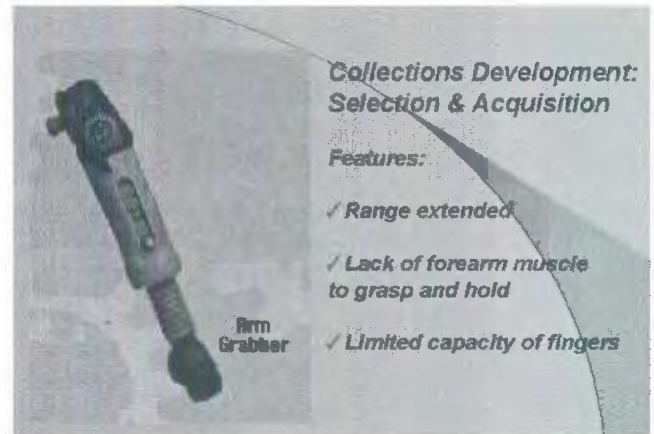 Collections Development:
Selection & Acquisition
Features:
✓ Range extended
✓ Lack of forearm muscle
to grasp and hold
✓ Limited capacity of fingers
Arm
Grabber